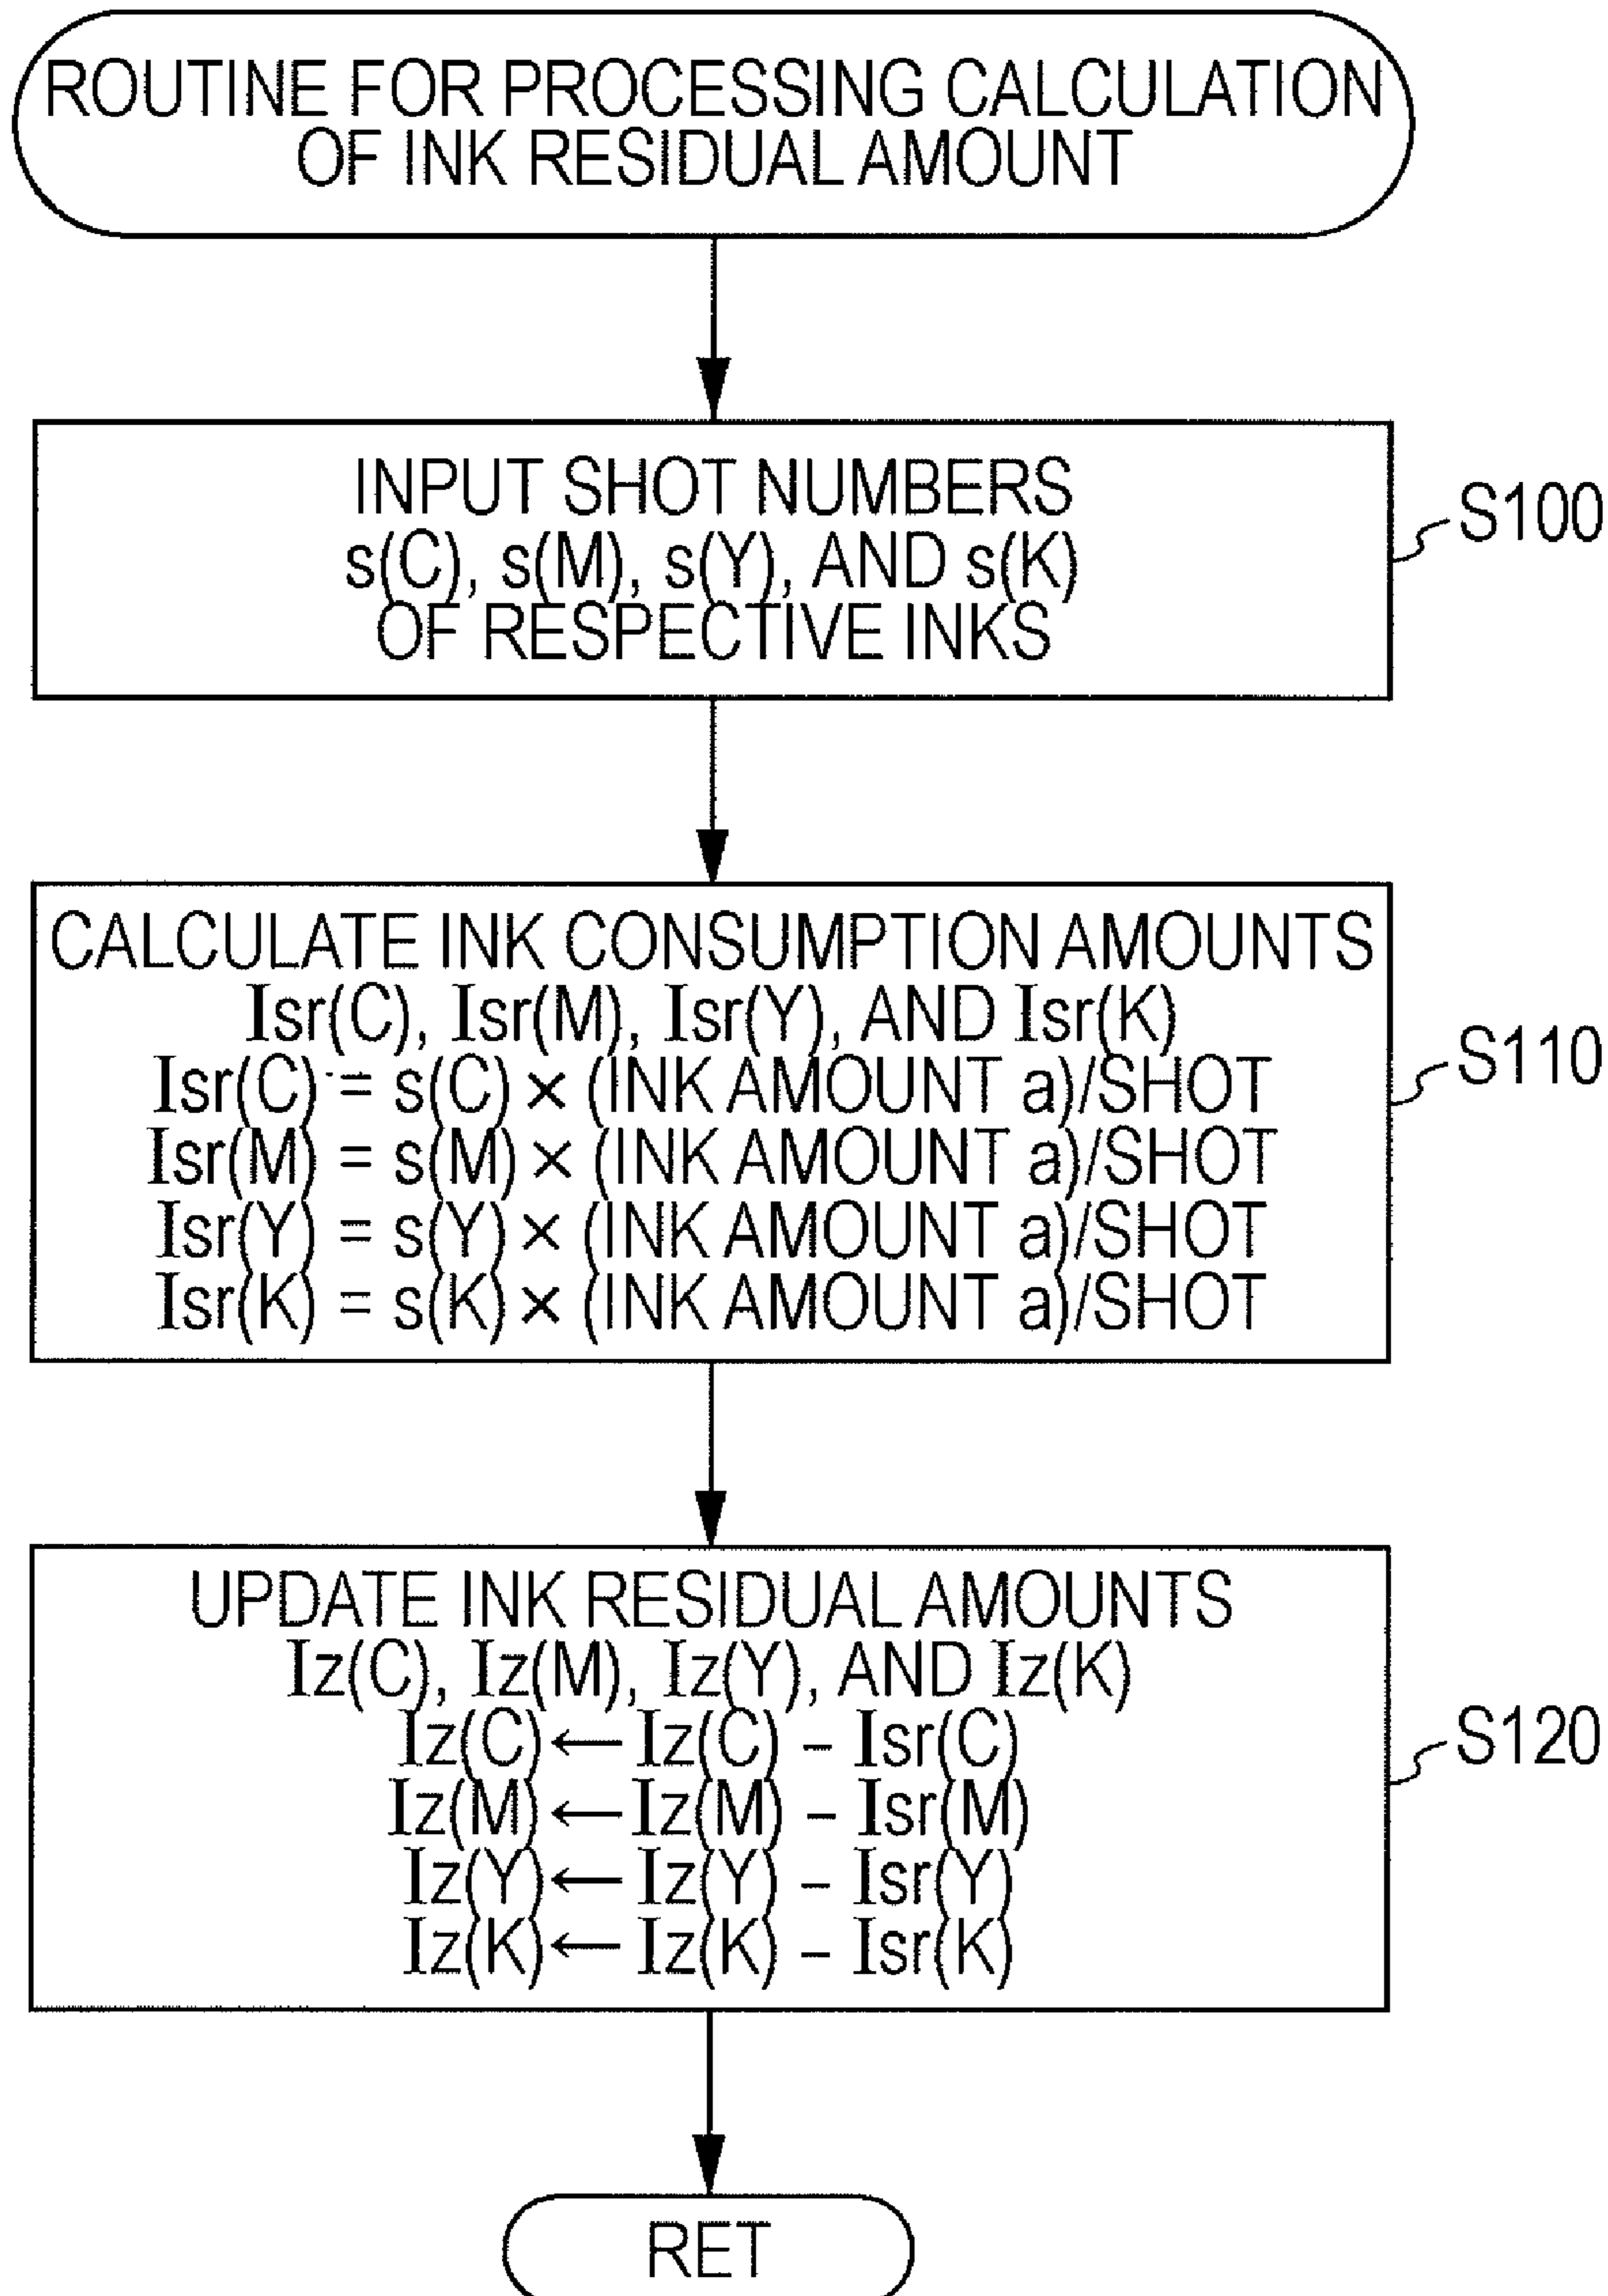 ROUTINE FOR PROCESSING CALCULATION
OF INK RESIDUAL AMOUNT
INPUT SHOT NUMBERS
s(C), s(M), s(Y), AND s(K)
OF RESPECTIVE INKS
S100
CALCULATE INK CONSUMPTION AMOUNTS
Isr(C), Isr(M), Isr(Y), AND Isr(K)
Isr(C) = s(C) × (INK AMOUNT a)/SHOT
Isr(M) = s(M) × (INK AMOUNT a)/SHOT
Isr(Y) = s(Y) × (INK AMOUNT a)/SHOT
Isr(K) = s(K) × (INK AMOUNT a)/SHOT
S110
UPDATE INK RESIDUAL AMOUNTS
Iz(C), Iz(M), Iz(Y), AND Iz(K)
Iz(C) ← Iz(C) – Isr(C)
Iz(M) ← Iz(M) – Isr(M)
Iz(Y) ← Iz(Y) – Isr(Y)
Iz(K) ← Iz(K) – Isr(K)
S120
RET